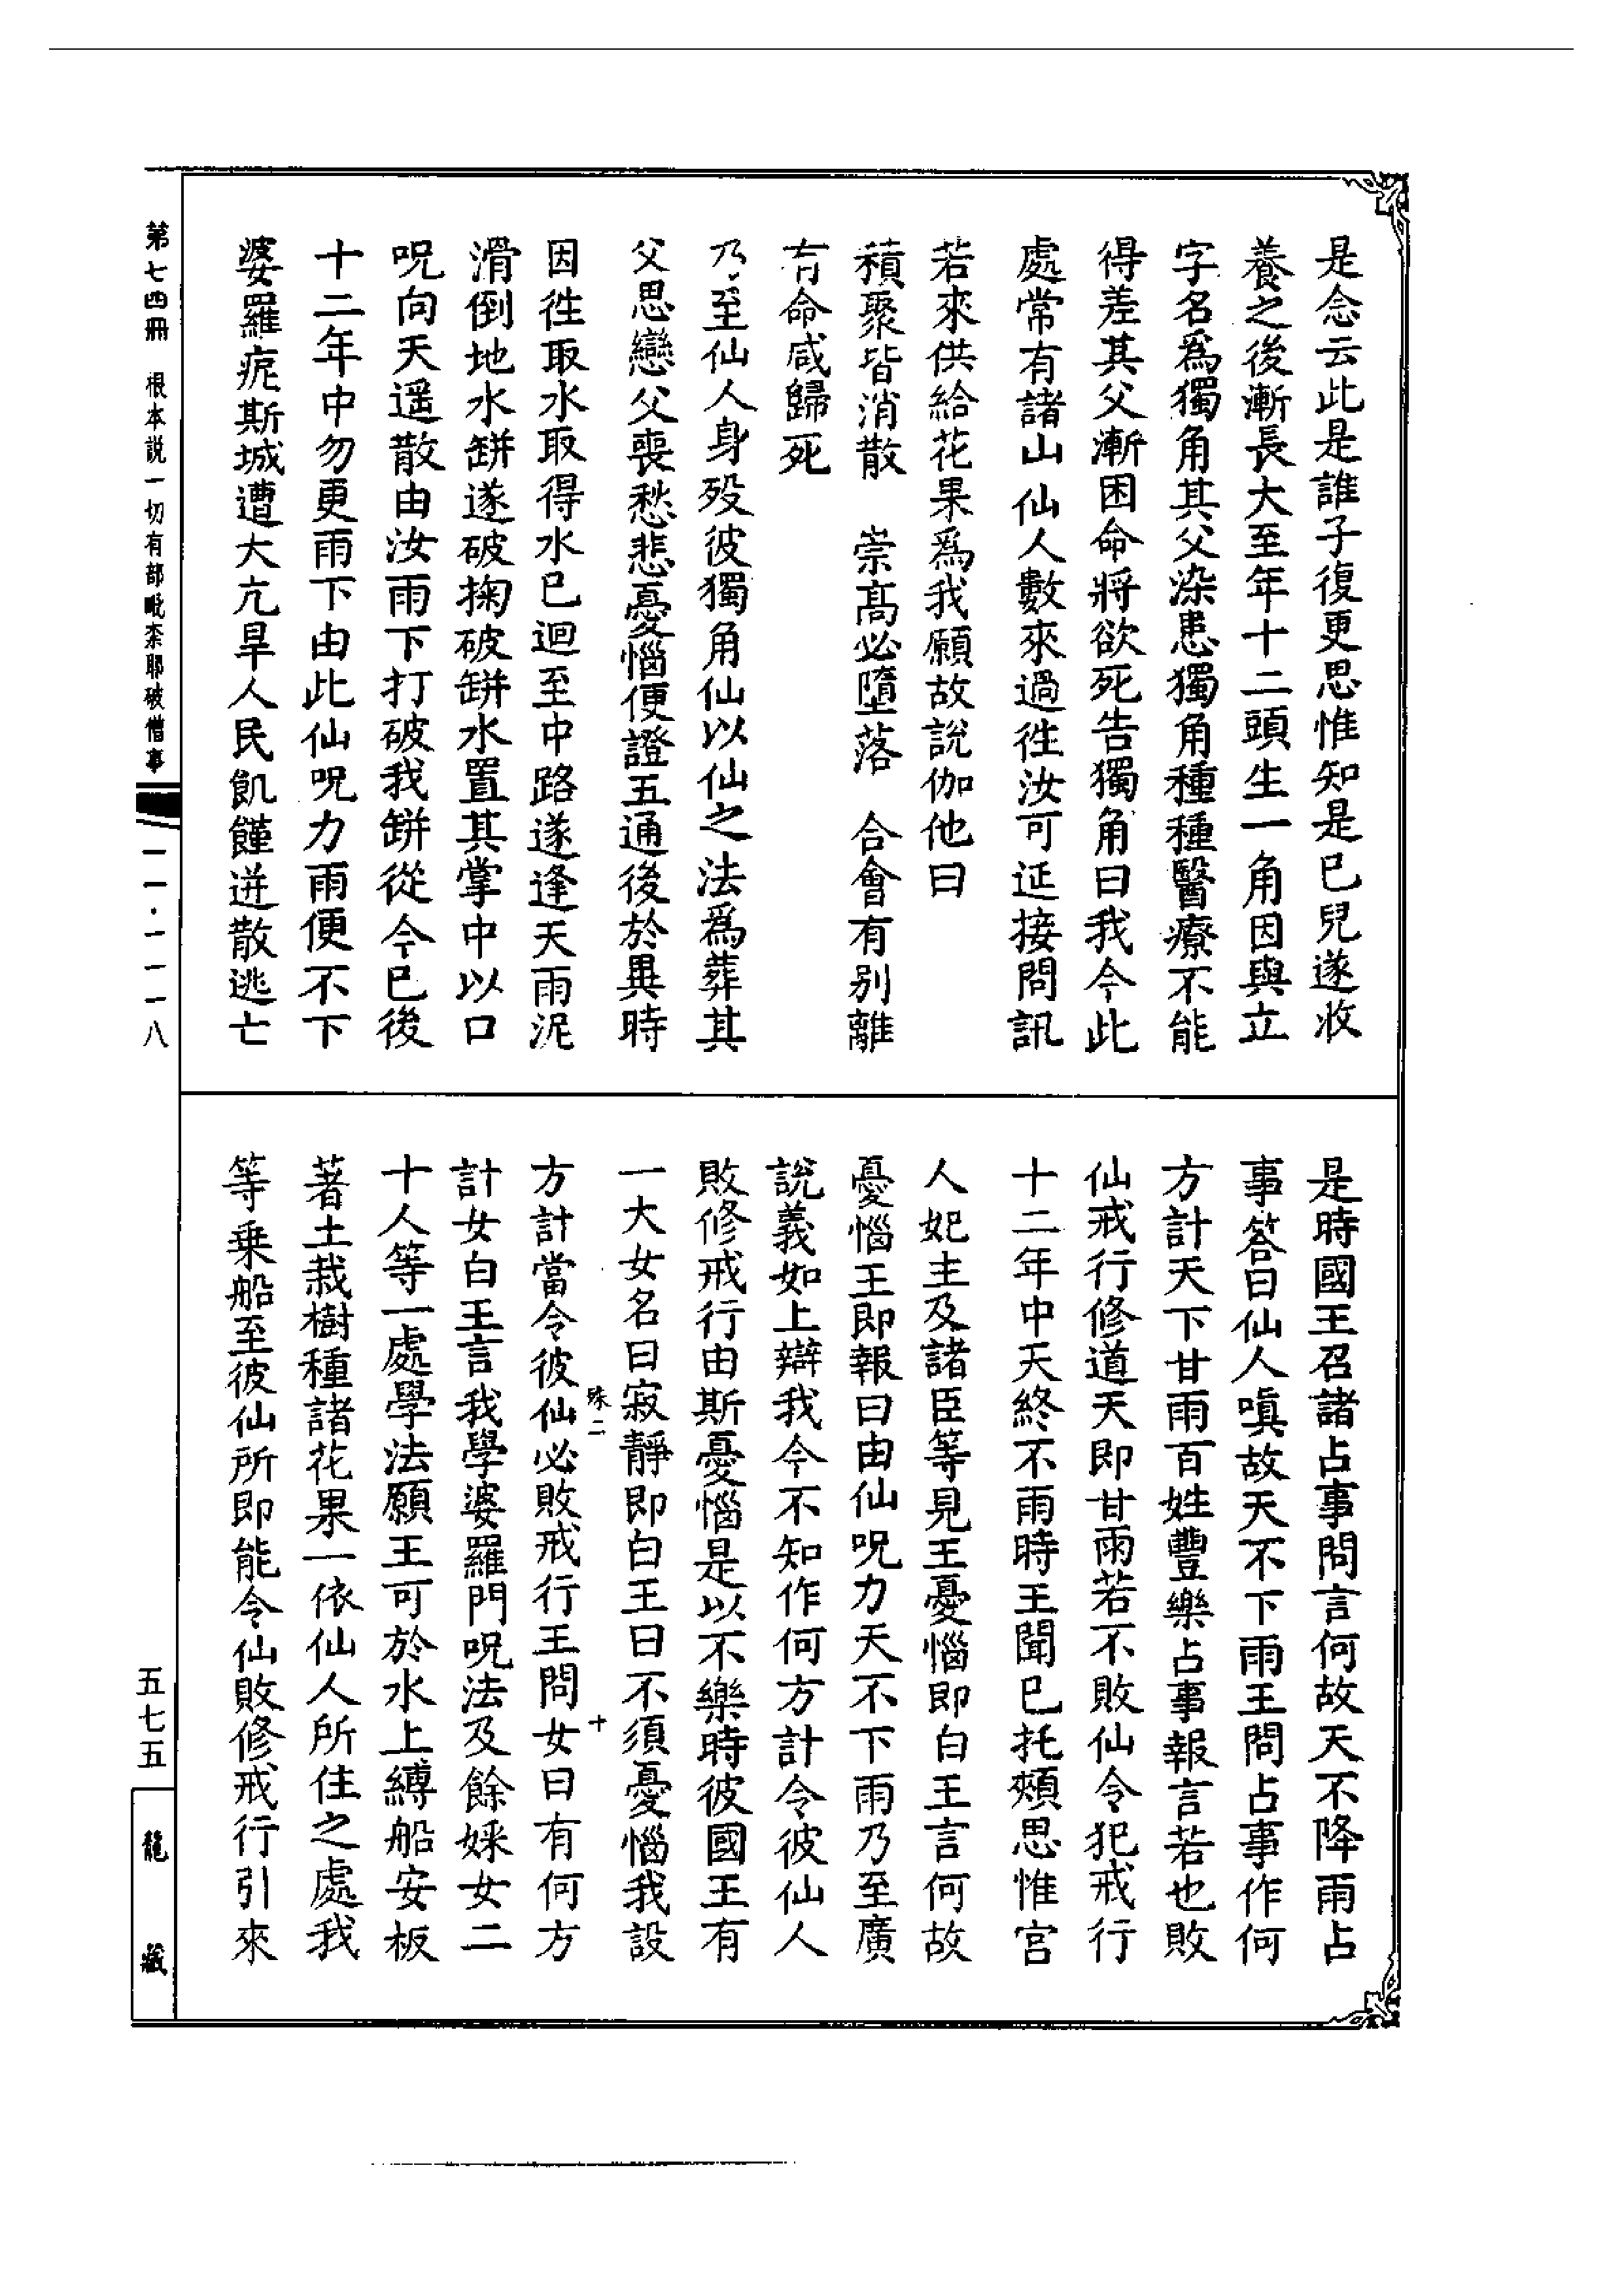 是念云此是誰子復更思惟知是巳兒遂收
養之後漸長大至年十二頭生一角因與立
字名爲獨角其父染患獨角種種醫療不能
得差其父漸困命將欲死告獨角曰我今此
處常有諸山仙人數來過徃汝可迎接問訊
若來供給花果爲我願故說伽他曰
積聚皆消散　崇高必墮落　合會有别離
有命咸歸死
乃至仙人身殁彼獨角仙以仙之法爲葬其
父思戀父喪愁悲憂惱便證五通後於異時
因徃取水取得水巳迴至中路遂逢天雨泥
滑倒地水缾遂破掬破缾水置其掌中以口
呪向天遥散由汝雨下打破我缾從今巳後
十二年中勿更雨下由此仙呪力雨便不下
婆羅痆斯城遭大亢旱人民飢饉迸散逃亡
是時國王召諸占事問言何故天不降雨占
事答曰仙人嗔故天不下雨王問占事作何
方計天下甘雨百姓豐樂占事報言若也敗
仙戒行修道天即甘雨若不敗仙令犯戒行
十二年中天終不雨時王聞巳托頰思惟宫
人妃主及諸臣等見王憂惱即白王言何故
憂惱王即報曰由仙呪力天不下雨乃至廣
說義如上辯我今不知作何方計令彼仙人
敗修戒行由斯憂惱是以不樂時彼國王有
一大女名曰寂靜即白王曰不須憂惱我設
殊二　十
方計當令彼仙必敗戒行王問女曰有何方
計女白王言我學婆羅門呪法及餘婇女二
十人等一處學法願王可於水上縛船安板
著土栽樹種諸花果一依仙人所住之處我
等乗船至彼仙所即能令仙敗修戒行引來
第七四冊　根本説一切有部毗柰耶破僧事
一一·一一一八
五七五
龍藏